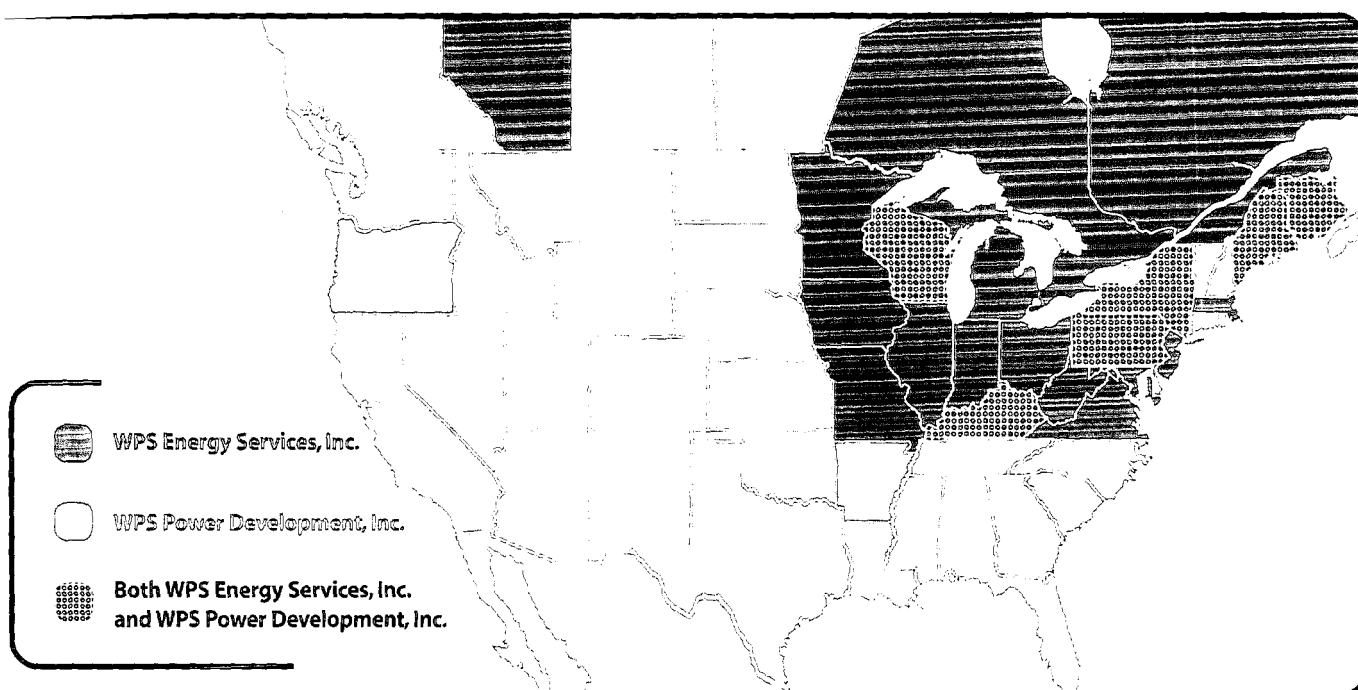 WPS Energy Services, Inc.
WPS Power Development, Inc.
Both WPS Energy Services, Inc.
and WPS Power Development, Inc.